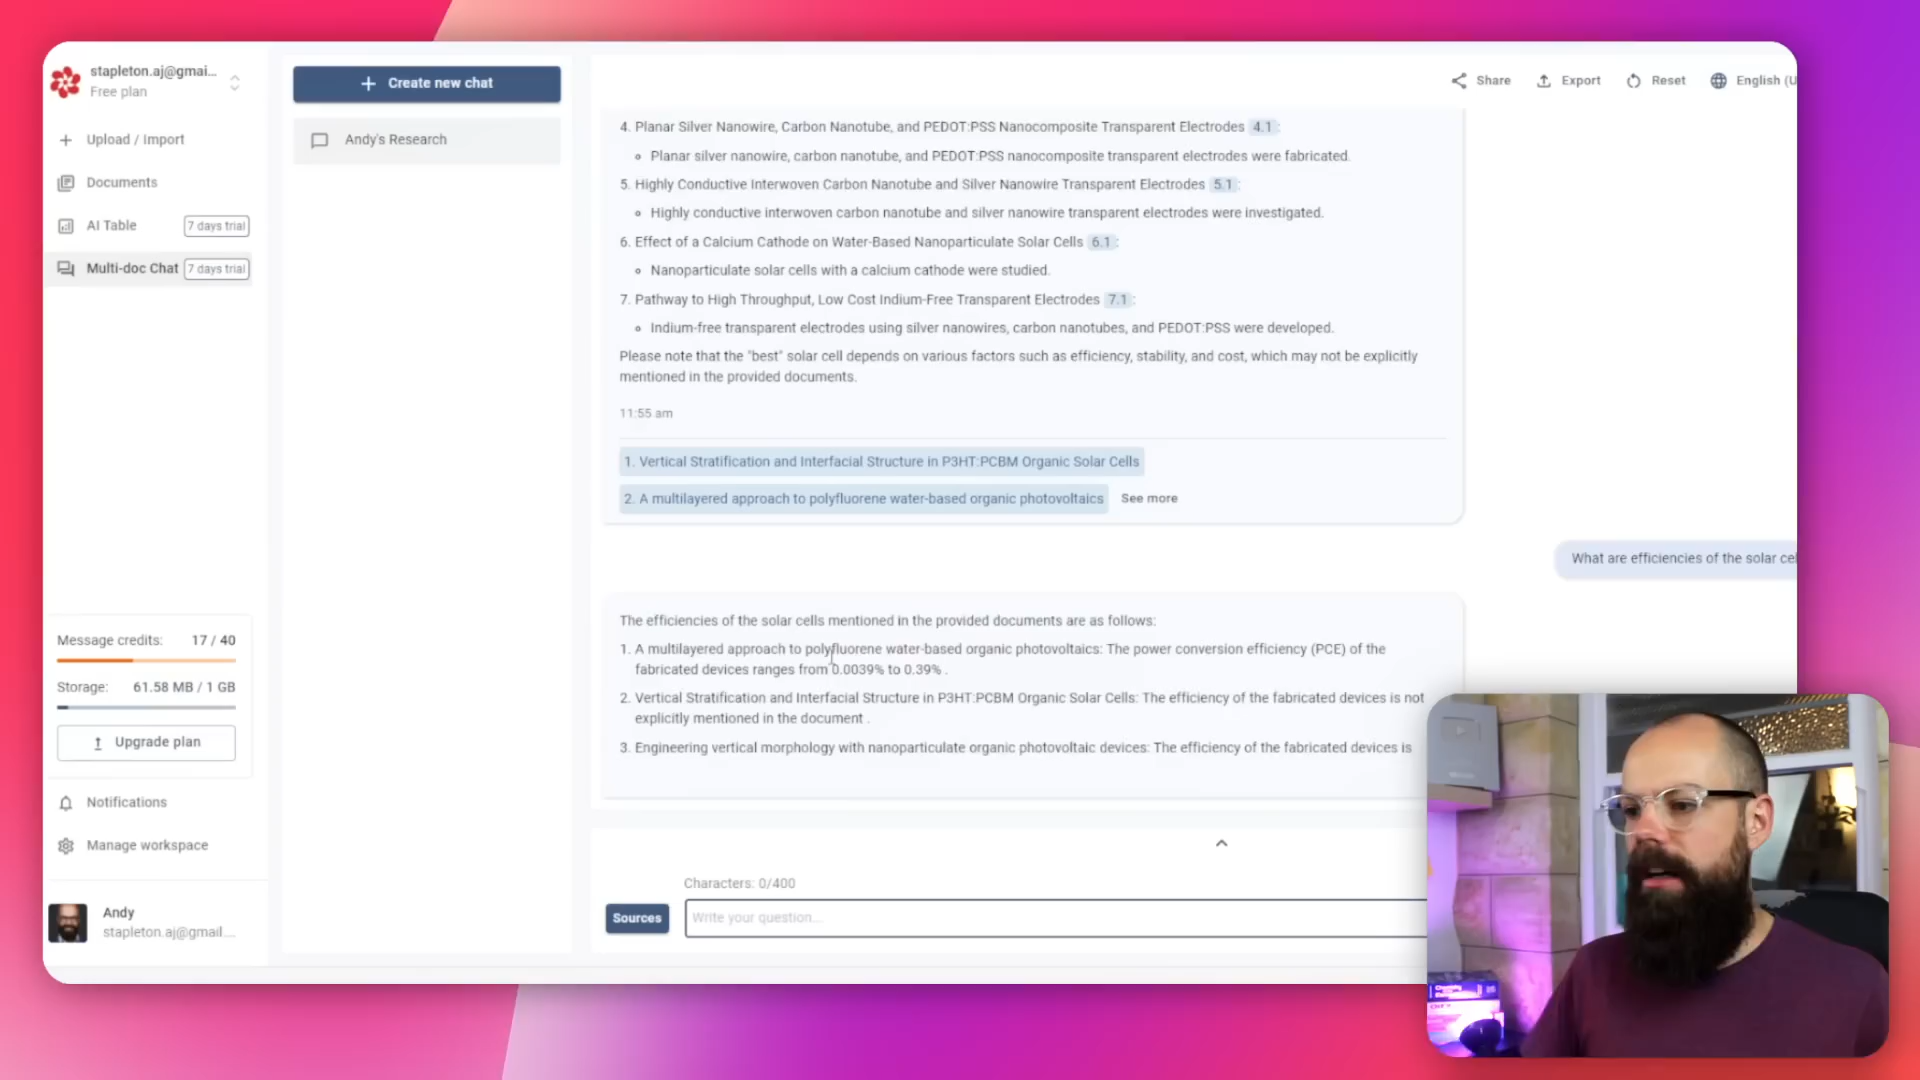 stapleton.aj@gmai...
Free plan
Upload / Import
Documents
AI Table
7 days trial
Multi-doc Chat
7 days trial
Message credits: 17 / 40
Storage: 61.58 MB / 1 GB
Upgrade plan
Notifications
Manage workspace
Andy
stapleton.aj@gmail....
+ Create new chat
Andy's Research
Share
Export
Reset
English (U
4. Planar Silver Nanowire, Carbon Nanotube, and PEDOT:PSS Nanocomposite Transparent Electrodes 4.1:
Planar silver nanowire, carbon nanotube, and PEDOT:PSS nanocomposite transparent electrodes were fabricated.
5. Highly Conductive Interwoven Carbon Nanotube and Silver Nanowire Transparent Electrodes 5.1:
Highly conductive interwoven carbon nanotube and silver nanowire transparent electrodes were investigated.
6. Effect of a Calcium Cathode on Water-Based Nanoparticulate Solar Cells 6.1:
Nanoparticulate solar cells with a calcium cathode were studied.
7. Pathway to High Throughput, Low Cost Indium-Free Transparent Electrodes 7.1:
Indium-free transparent electrodes using silver nanowires, carbon nanotubes, and PEDOT:PSS were developed.
Please note that the "best" solar cell depends on various factors such as efficiency, stability, and cost, which may not be explicitly
mentioned in the provided documents.
11:55 am
1. Vertical Stratification and Interfacial Structure in P3HT:PCBM Organic Solar Cells
2. A multilayered approach to polyfluorene water-based organic photovoltaics
See more
What are efficiencies of the solar cel
The efficiencies of the solar cells mentioned in the provided documents are as follows:
1. A multilayered approach to polyfluorene water-based organic photovoltaics: The power conversion efficiency (PCE) of the
fabricated devices ranges from 0.0039% to 0.39% .
2. Vertical Stratification and Interfacial Structure in P3HT:PCBM Organic Solar Cells: The efficiency of the fabricated devices is not
explicitly mentioned in the document .
3. Engineering vertical morphology with nanoparticulate organic photovoltaic devices: The efficiency of the fabricated devices is
Characters: 0/400
Sources
Write your question...